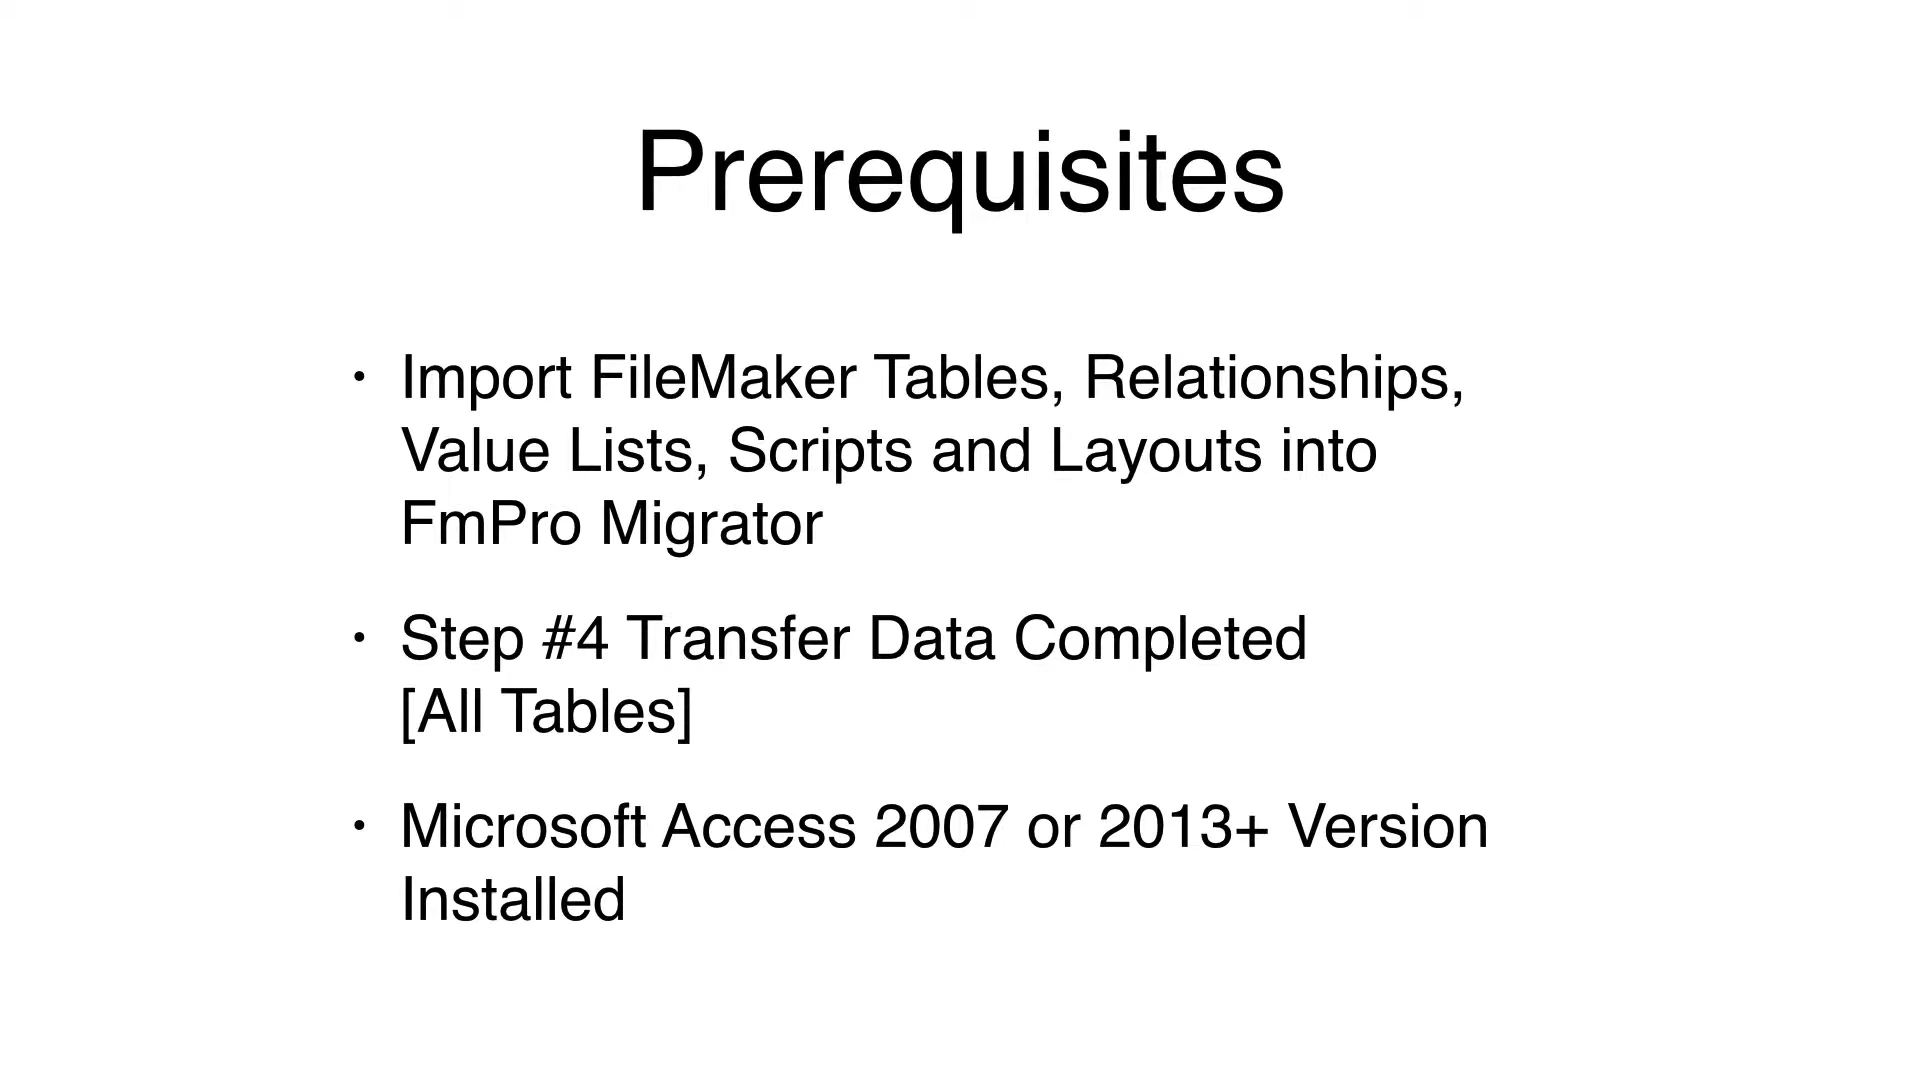 Prerequisites
• Import FileMaker Tables, Relationships,
Value Lists, Scripts and Layouts into
FmPro Migrator
• Step #4 Transfer Data Completed
[All Tables]
• Microsoft Access 2007 or 2013+ Version
Installed